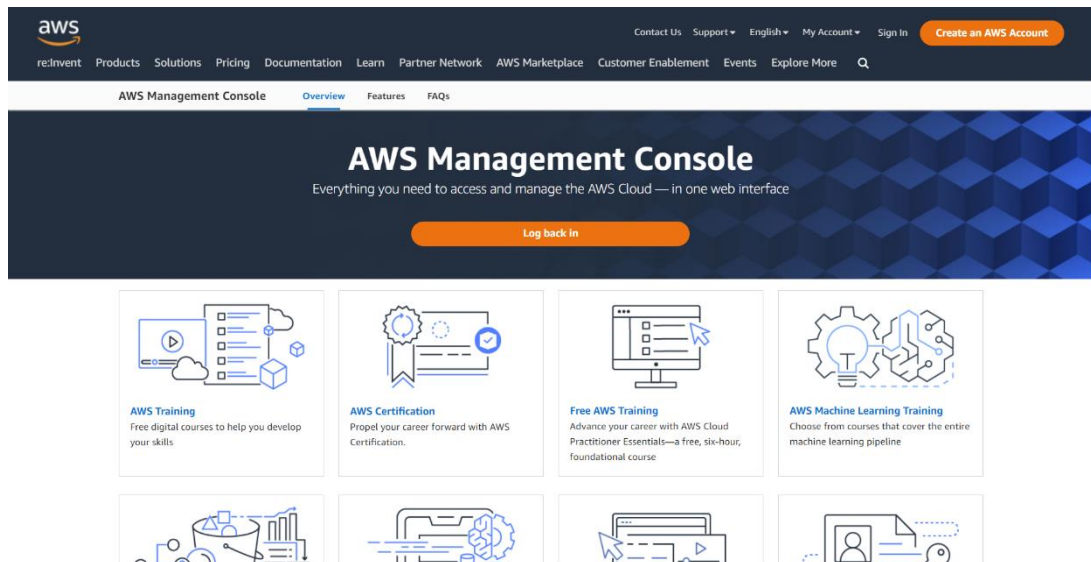 aws
Contact Us Support English My Account Sign In Create an AWS Account
re:Invent Products Solutions Pricing Documentation Learn Partner Network AWS Marketplace Customer Enablement Events Explore More
AWS Management Console Overview Features FAQs
AWS Management Console
Everything you need to access and manage the AWS Cloud — in one web interface
Log back in
AWS Training
Free digital courses to help you develop
your skills
AWS Certification
Propel your career forward with AWS
Certification.
Free AWS Training
Advance your career with AWS Cloud
Practitioner Essentials—a free, six-hour,
foundational course
AWS Machine Learning Training
Choose from courses that cover the entire
machine learning pipeline